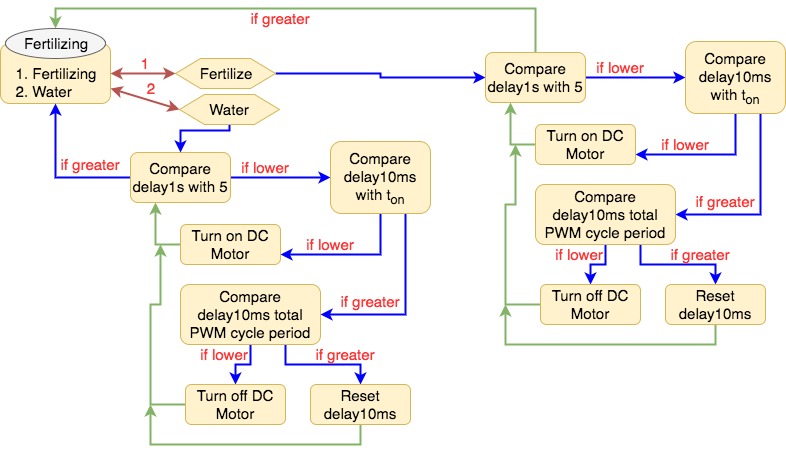 if greater
Fertilizing
1. Fertilizing
2. Water
1
2
Fertilize
Water
Compare
delay1s with 5
if lower
Compare
delay10ms
with ton
if lower
Turn on DC
Motor
if greater
Compare
delay10ms total
PWM cycle period
if lower
if greater
Turn off DC
Motor
Reset
delay10ms
if greater
Compare
delay1s with 5
if lower
Compare
delay10ms
with ton
Turn on DC
Motor
if lower
Compare
delay10ms total
PWM cycle period
if greater
if lower
if greater
Turn off DC
Motor
Reset
delay10ms